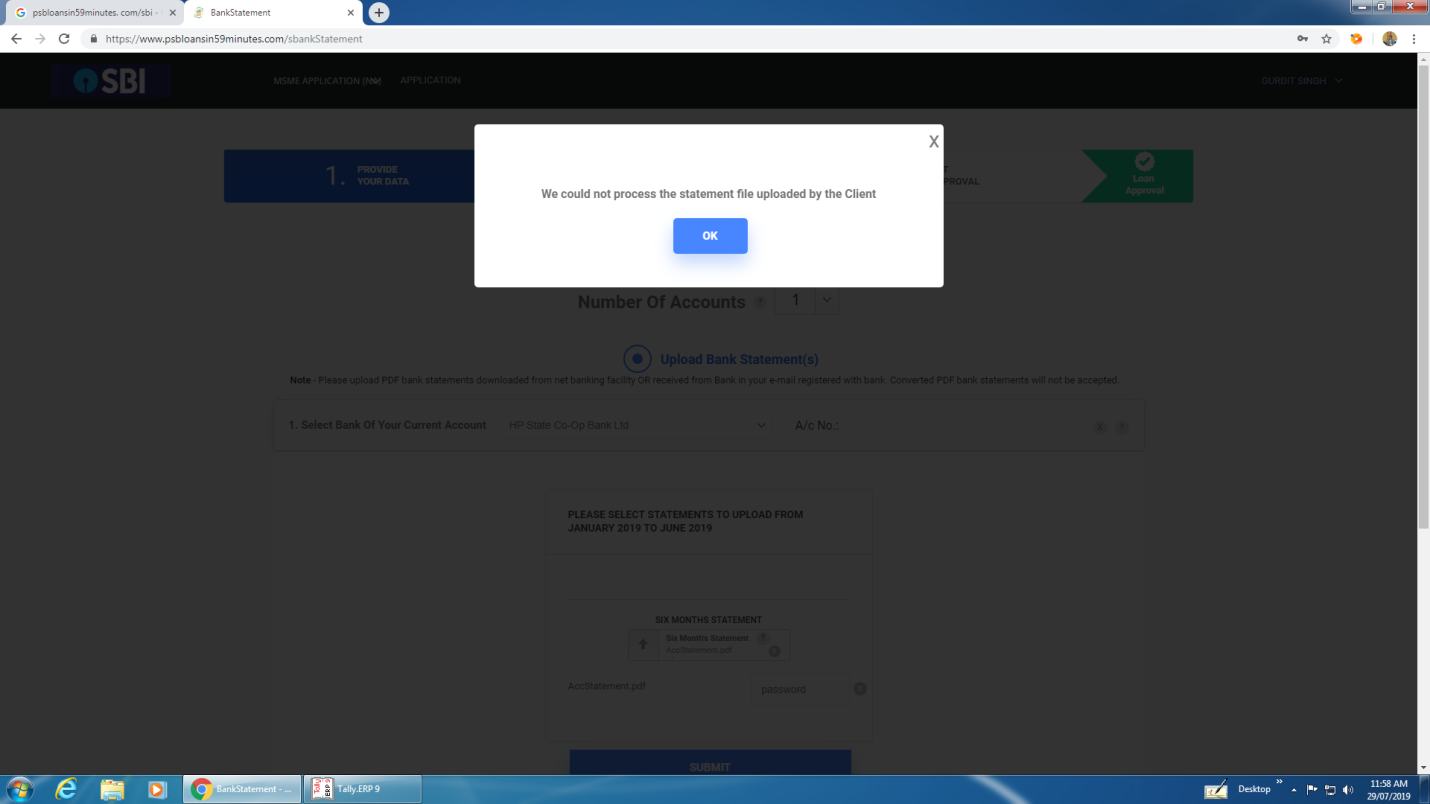 psbloansin59minutes. com/sbi -
BankStatement
https://www.psbloansin59minutes.com/sbankStatement
SBI
MSME APPLICATION
APPLICATION
GURDIT SINGH
X
1. PROVIDE
YOUR DATA
PROVAL
Loan
Approval
We could not process the statement file uploaded by the Client
OK
Number Of Accounts ? 1
Upload Bank Statement(s)
Note - Please upload PDF bank statements downloaded from net banking facility OR received from Bank in your e-mail registered with bank. Converted PDF bank statements will not be accepted.
1. Select Bank Of Your Current Account HP State Co-Op Bank Ltd A/c No.: X ?
PLEASE SELECT STATEMENTS TO UPLOAD FROM
JANUARY 2019 TO JUNE 2019
SIX MONTHS STATEMENT
Six Months Statement ?
AccStatement.pdf
AccStatement.pdf password
SUBMIT
BankStatement - ...
Tally.ERP 9
Tally
ERP 9
Desktop
11:58 AM
29/07/2019